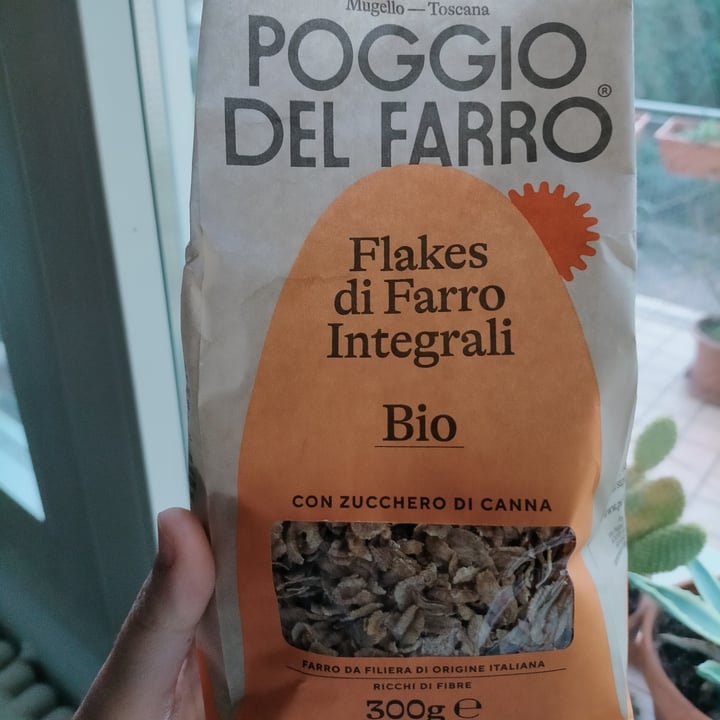 Mugello — Toscana
POGGIO
DEL FARRO®
Flakes
di Farro
Integrali
Bio
CON ZUCCHERO DI CANNA
FARRO DA FILIERA DI ORIGINE ITALIANA
RICCHI DI FIBRE
300g ℮